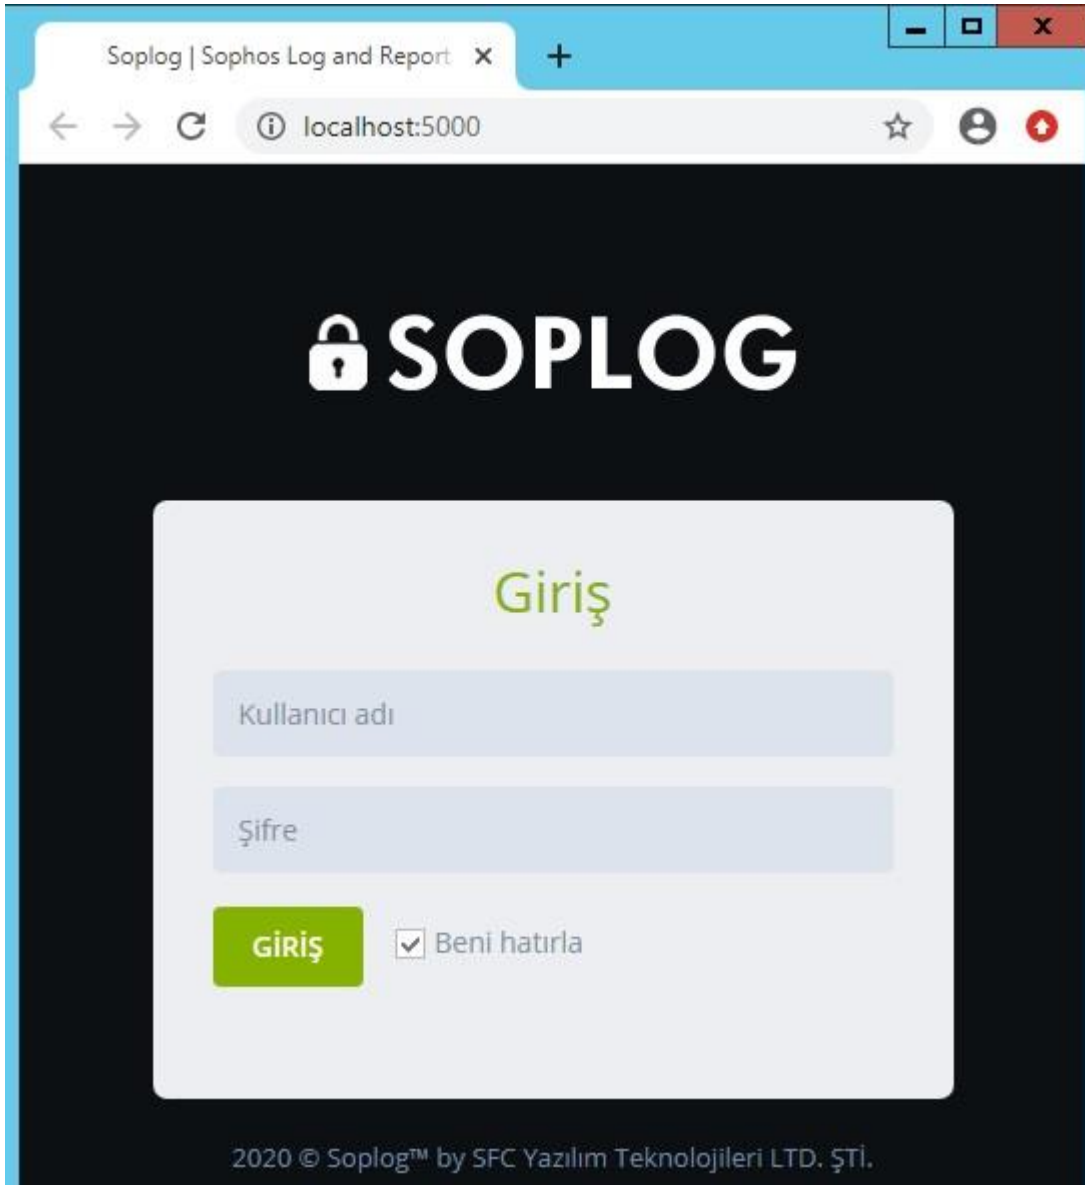 Soplog | Sophos Log and Report
localhost:5000
SOPLOG
Giriş
Kullanıcı adı
Şifre
GİRİŞ
Beni hatırla
2020 © Soplog™ by SFC Yazılım Teknolojileri LTD. ŞTİ.